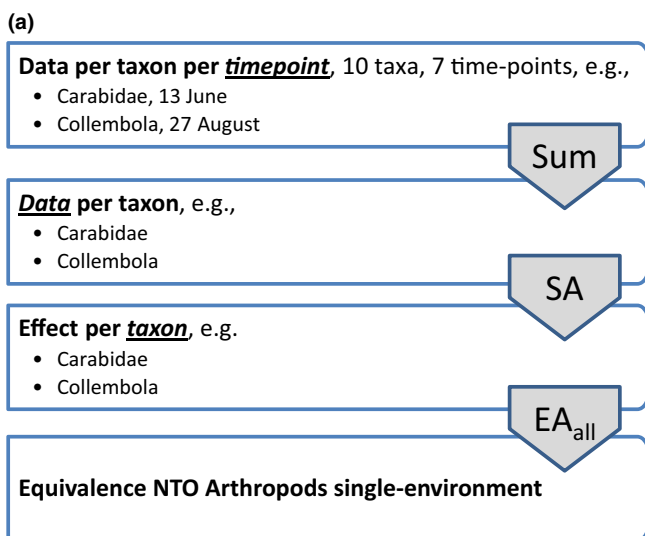 (a)
Data per taxon per timepoint, 10 taxa, 7 time-points, e.g.,
• Carabidae, 13 June
• Collembola, 27 August
Sum
Data per taxon, e.g.,
• Carabidae
• Collembola
SA
Effect per taxon, e.g.
• Carabidae
• Collembola
EAall
Equivalence NTO Arthropods single-environment